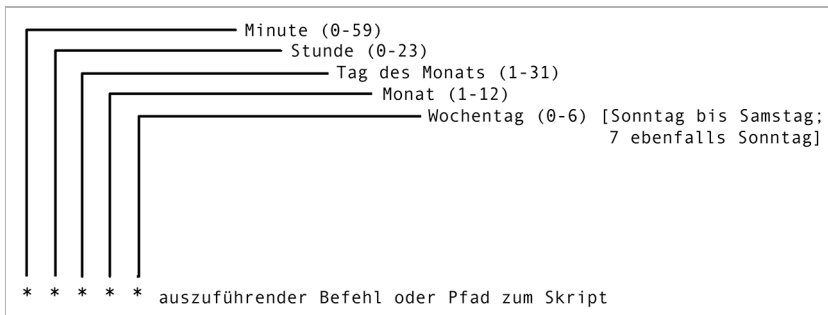 Minute (0-59)
Stunde (0-23)
Tag des Monats (1-31)
Monat (1-12)
Wochentag (0-6) [Sonntag bis Samstag;
7 ebenfalls Sonntag]
* * * * * auszuführender Befehl oder Pfad zum Skript